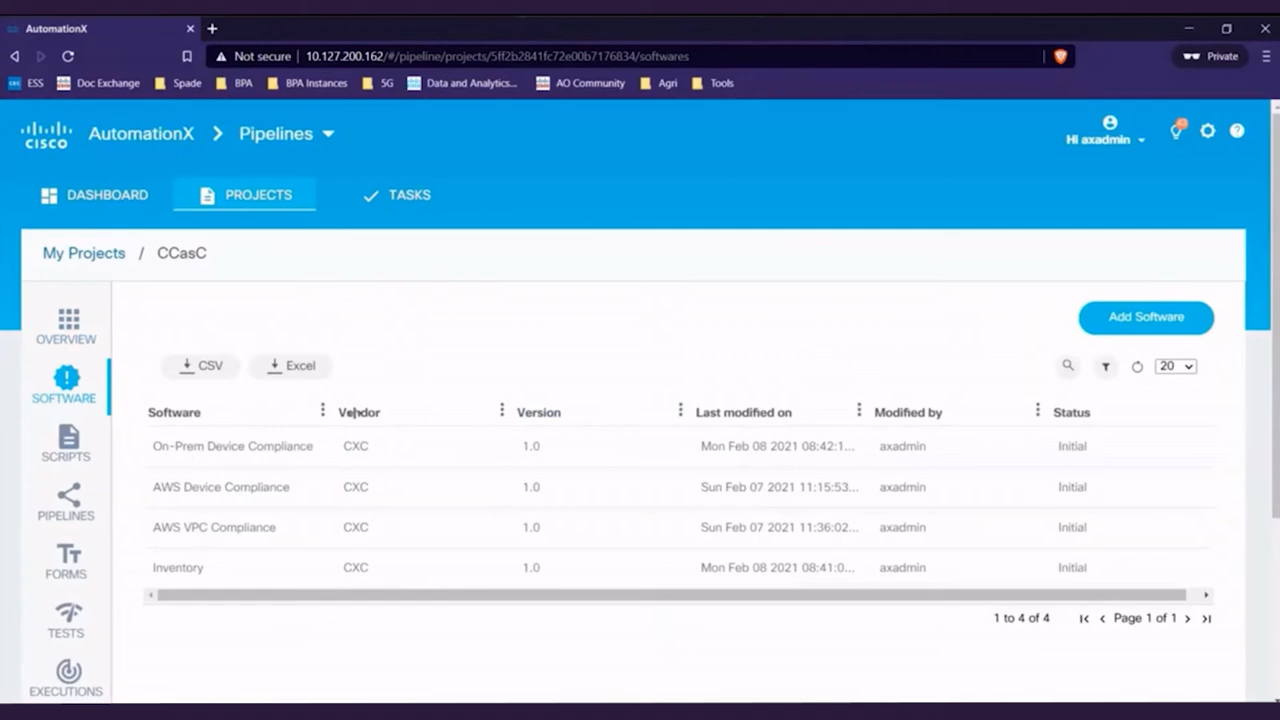 AutomationX
Not secure | 10.127.200.162/#/pipeline/projects/5ff2b2841fc72e00b7176834/softwares
Private
ESS Doc Exchange Spade BPA BPA Instances 5G Data and Analytics... AO Community Agri Tools
CISCO AutomationX > Pipelines
Hi axadmin
DASHBOARD PROJECTS TASKS
My Projects / CCasC
OVERVIEW
SOFTWARE
SCRIPTS
PIPELINES
TT
FORMS
TESTS
EXECUTIONS
Add Software
CSV Excel
20
Software Vendor Version Last modified on Modified by Status
On-Prem Device Compliance CXC 1.0 Mon Feb 08 2021 08:42:1... axadmin Initial
AWS Device Compliance CXC 1.0 Sun Feb 07 2021 11:15:53... axadmin Initial
AWS VPC Compliance CXC 1.0 Sun Feb 07 2021 11:36:02... axadmin Initial
Inventory CXC 1.0 Mon Feb 08 2021 08:41:0... axadmin Initial
1 to 4 of 4 Page 1 of 1